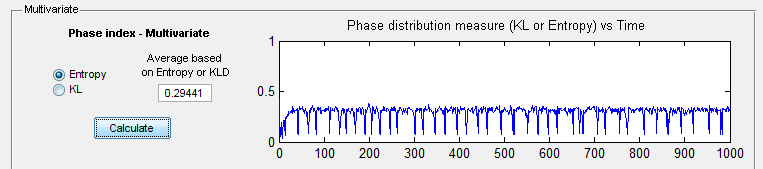 Multivariate
Phase index - Multivariate
Entropy
KL
Average based
on Entropy or KLD
0.29441
Calculate
Phase distribution measure (KL or Entropy) vs Time
1
0.5
0
0 100 200 300 400 500 600 700 800 900 1000